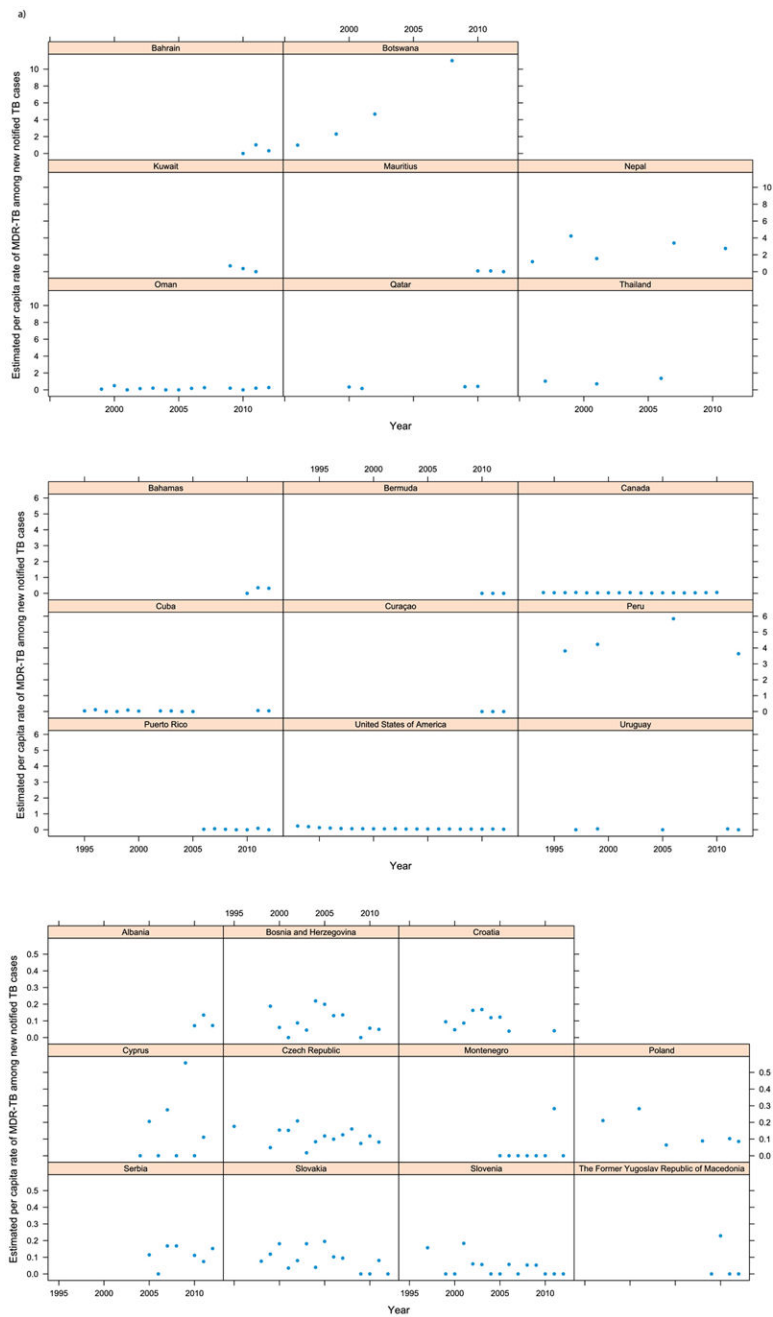 a)
2000 2010
Bahrain Botswana
10
8
6
4
2
0
Kuwait Mauritius Nepal
10
8
6
4
2
0
Oman Qatar Thailand
10
8
6
4
2
0
2000 2005 2010 2000 2006 2011
Year
Estimated per capita rate of MDR-TB among new notified TB cases
1995 2000 2005 2010
Bahamas Bermuda Canada
6
5
4
3
2
1
0
Cuba Curaçao Peru
6
5
4
3
2
1
0
Puerto Rico United States of America Uruguay
6
5
4
3
2
1
0
1995 2000 2005 2010 1995 2000 2005 2010
Year
Estimated per capita rate of MDR-TB among new notified TB cases
1995 2000 2005 2010
Albania Bosnia and Herzegovina Croatia
0.5
0.4
0.3
0.2
0.1
0.0
Cyprus Czech Republic Montenegro Poland
0.5
0.4
0.3
0.2
0.1
0.0
Serbia Slovakia Slovenia The Former Yugoslav Republic of Macedonia
0.5
0.4
0.3
0.2
0.1
0.0
1995 2000 2005 2010 1995 2000 2005 2010
Year
Estimated per capita rate of MDR-TB among new notified TB cases